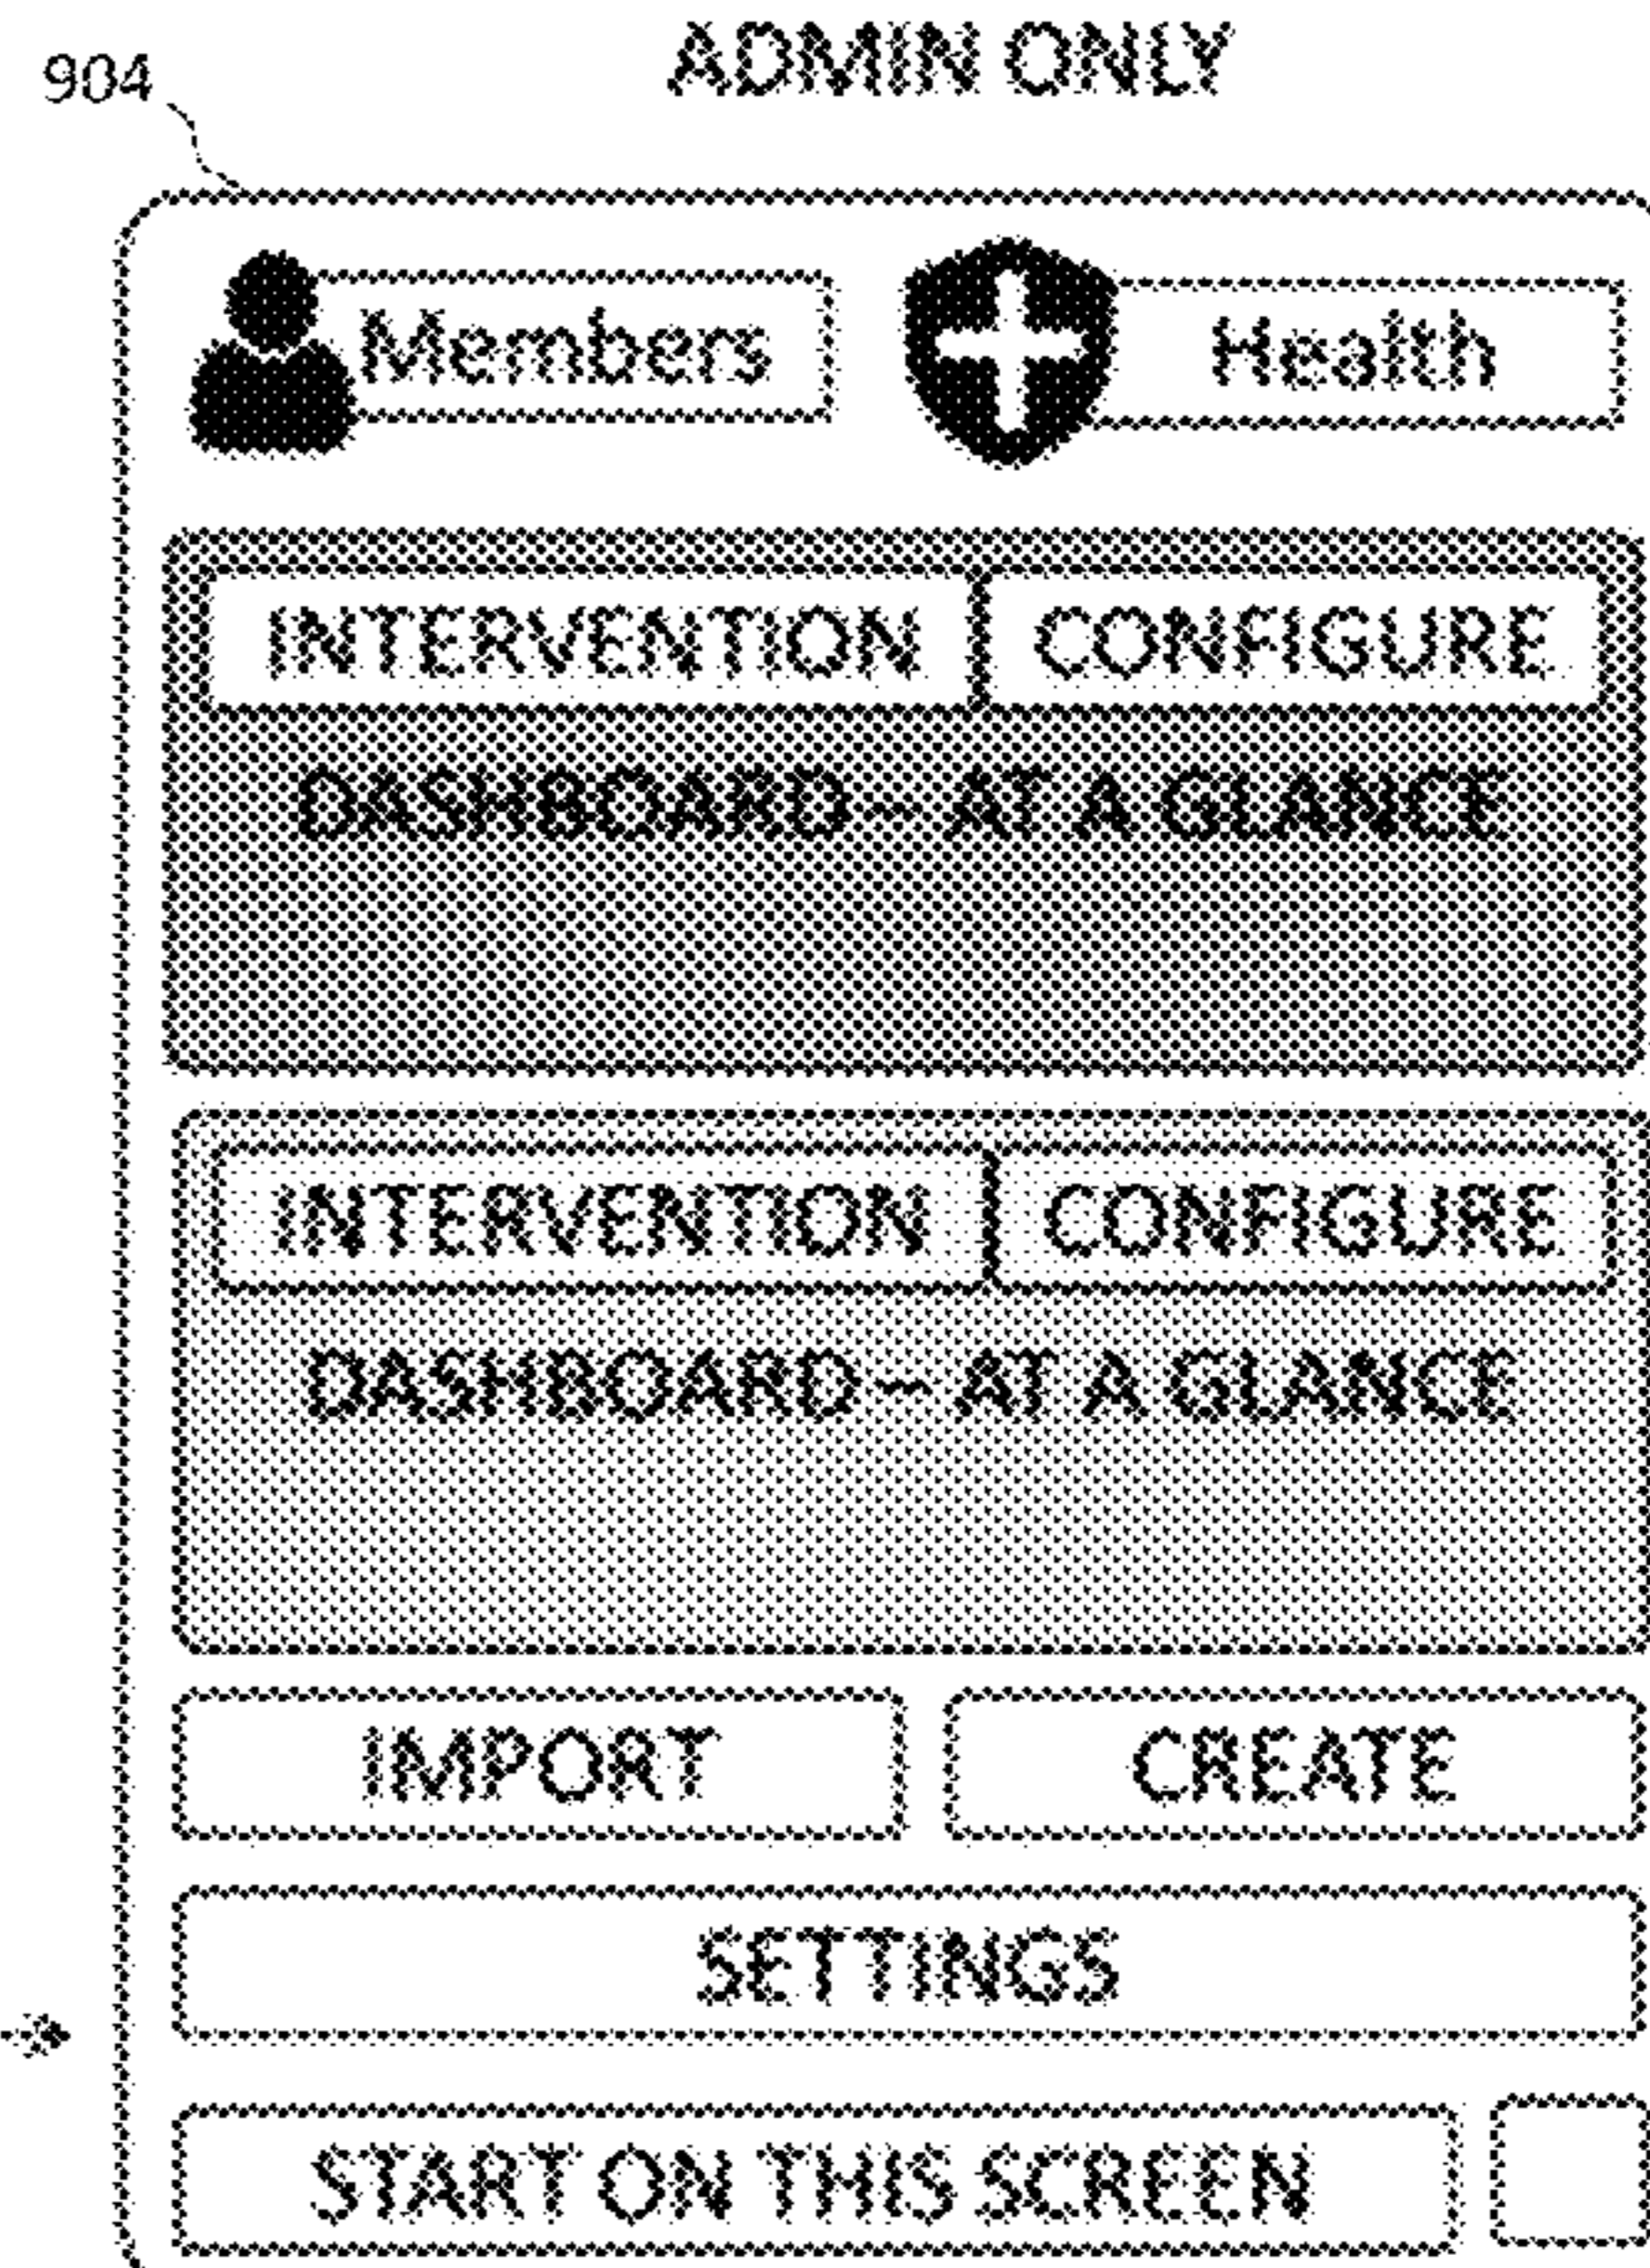 ADMIN ONLY
904
Members Health
INTERVENTION CONFIGURE
DASHBOARD – AT A GLANCE
INTERVENTION CONFIGURE
DASHBOARD – AT A GLANCE
IMPORT CREATE
SETTINGS
START ON THIS SCREEN